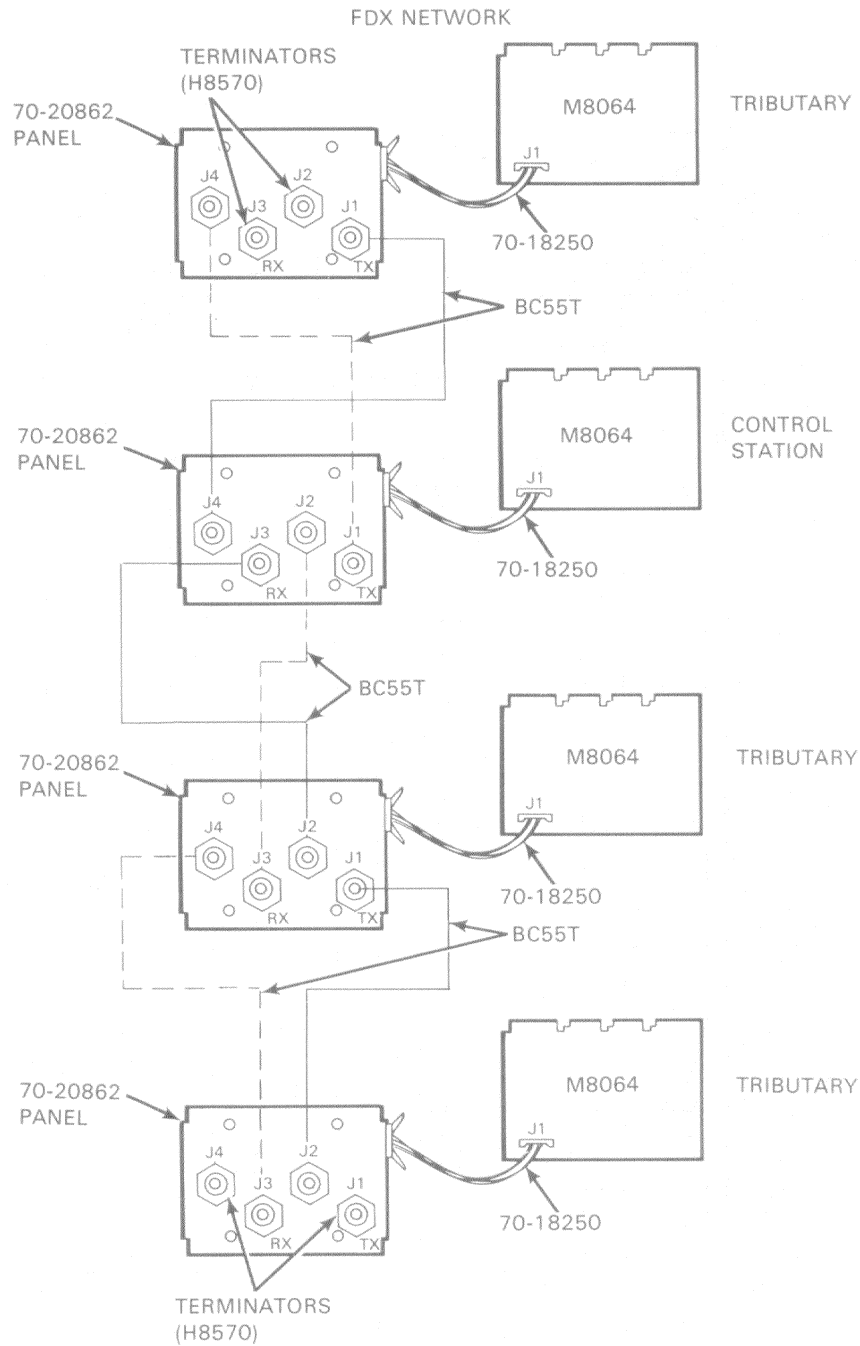 FDX NETWORK
TERMINATORS
(H8570)
70-20862
PANEL
M8064
TRIBUTARY
J1
70-18250
J4
J3
J2
J1
RX
TX
BC55T
70-20862
PANEL
M8064
CONTROL
STATION
J1
70-18250
J4
J3
J2
J1
RX
TX
BC55T
70-20862
PANEL
M8064
TRIBUTARY
J1
70-18250
J4
J3
J2
J1
RX
TX
BC55T
70-20862
PANEL
M8064
TRIBUTARY
J1
70-18250
J4
J3
J2
J1
RX
TX
TERMINATORS
(H8570)